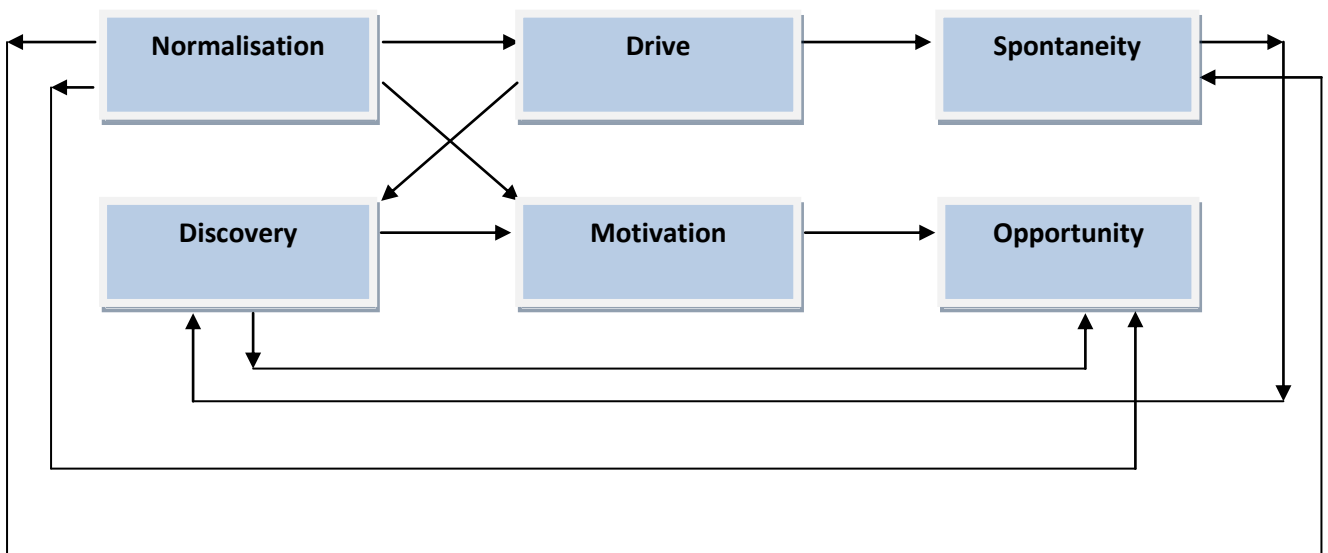 Normalisation
Drive
Spontaneity
Discovery
Motivation
Opportunity